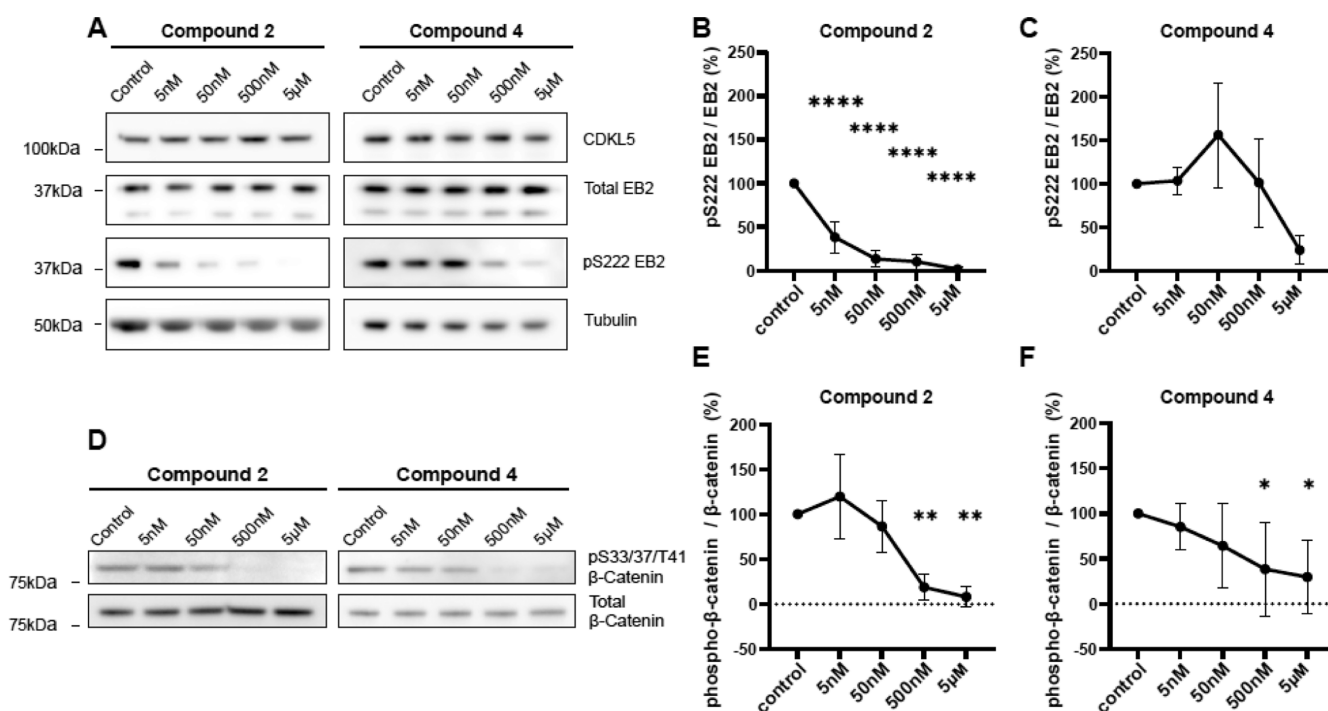 A
Compound 2
Compound 4
Control
5nM
50nM
500nM
5µM
Control
5nM
50nM
500nM
5µM
100kDa
CDKL5
37kDa
Total EB2
37kDa
pS222 EB2
50kDa
Tubulin
B
Compound 2
pS222 EB2 / EB2 (%)
250
200
150
100
50
0
****
****
****
****
control
5nM
50nM
500nM
5µM
C
Compound 4
pS222 EB2 / EB2 (%)
250
200
150
100
50
0
control
5nM
50nM
500nM
5µM
D
Compound 2
Compound 4
Control
5nM
50nM
500nM
5µM
Control
5nM
50nM
500nM
5µM
75kDa
pS33/37/T41
β-Catenin
75kDa
Total
β-Catenin
E
Compound 2
phospho-β-catenin / β-catenin (%)
200
150
100
50
0
-50
**
**
control
5nM
50nM
500nM
5µM
F
Compound 4
phospho-β-catenin / β-catenin (%)
200
150
100
50
0
-50
*
*
control
5nM
50nM
500nM
5µM